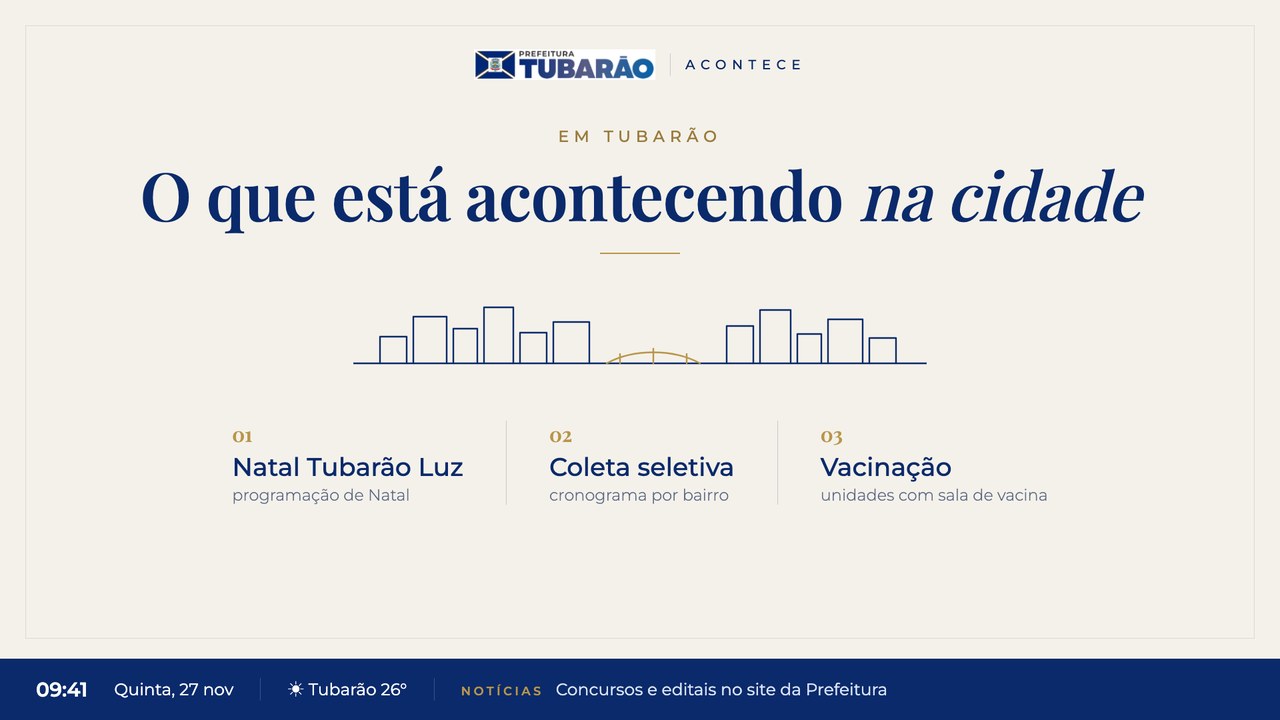 PREFEITURA
TUBARÃO
ACONTECE
EM TUBARÃO
O que está acontecendo na cidade
01
Natal Tubarão Luz
programação de Natal
02
Coleta seletiva
cronograma por bairro
03
Vacinação
unidades com sala de vacina
09:41 Quinta, 27 nov ☀ Tubarão 26° NOTÍCIAS Concursos e editais no site da Prefeitura